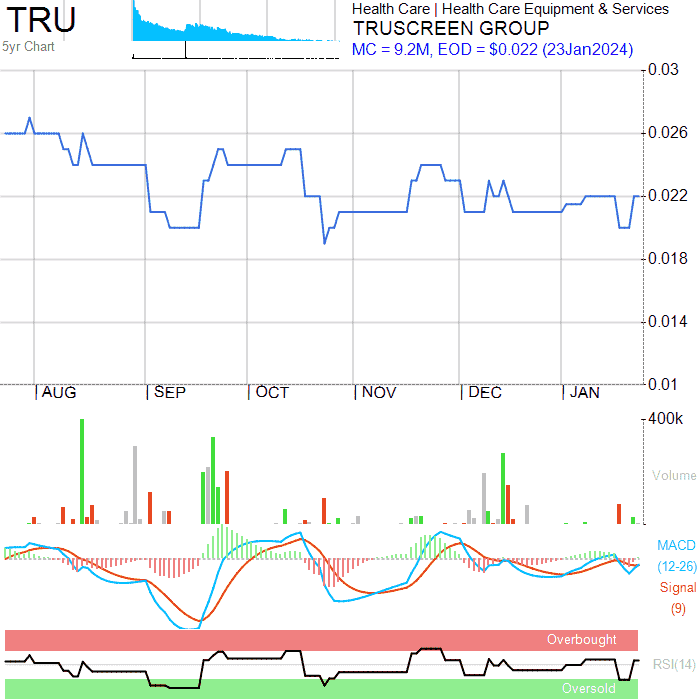 TRU
5yr Chart
Health Care | Health Care Equipment & Services
TRUSCREEN GROUP
MC = 9.2M, EOD = $0.022 (23Jan2024)
0.03
0.026
0.022
0.018
0.014
0.01
AUG SEP OCT NOV DEC JAN
400k
Volume
MACD
(12-26)
Signal
(9)
Overbought
RSI(14)
Oversold